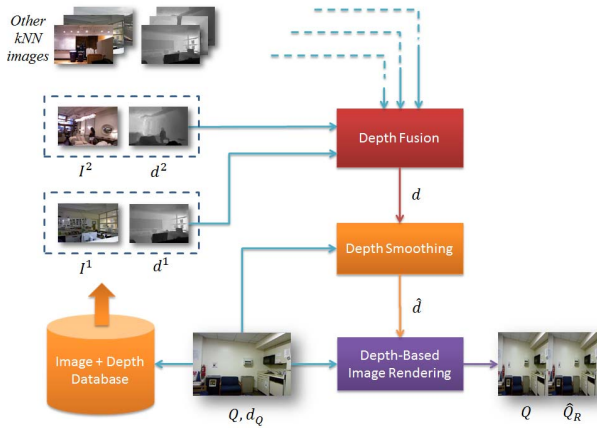 Other
kNN
images
I² d²
Depth Fusion
d
I¹ d¹
Depth Smoothing
d̂
Image + Depth
Database
Depth-Based
Image Rendering
Q, d_Q
Q Q̂_R